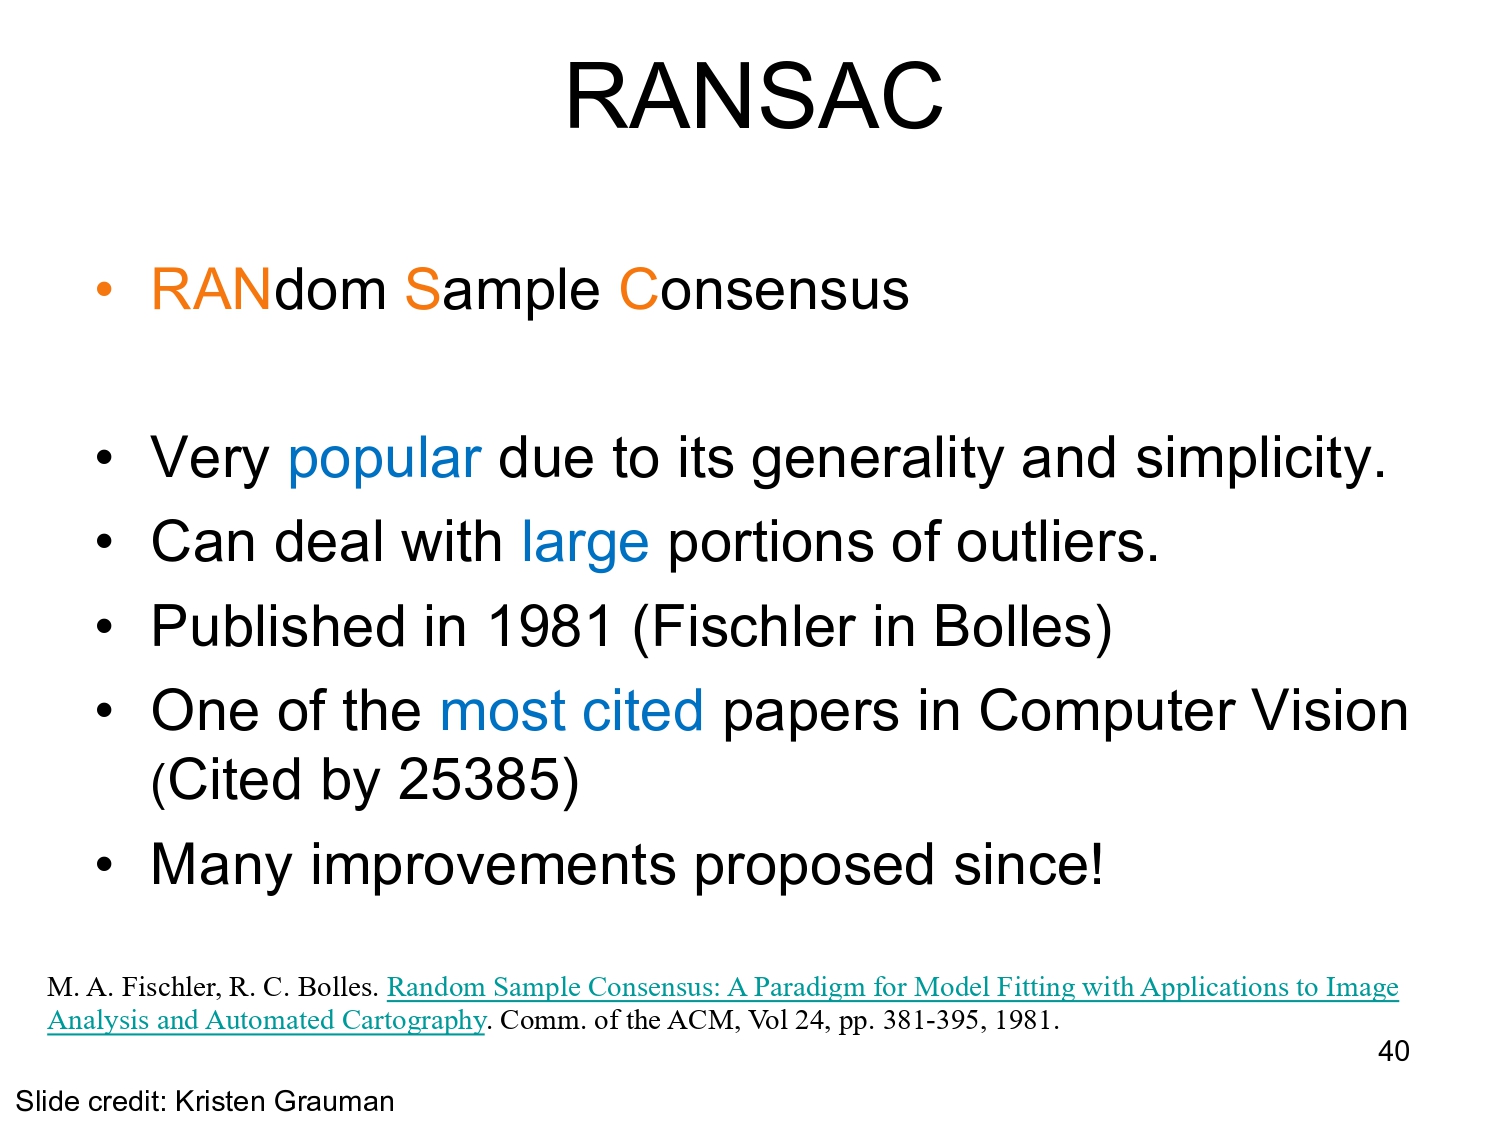 RANSAC
• RANdom Sample Consensus
• Very popular due to its generality and simplicity.
• Can deal with large portions of outliers.
• Published in 1981 (Fischler in Bolles)
• One of the most cited papers in Computer Vision
(Cited by 25385)
• Many improvements proposed since!
M. A. Fischler, R. C. Bolles. Random Sample Consensus: A Paradigm for Model Fitting with Applications to Image
Analysis and Automated Cartography. Comm. of the ACM, Vol 24, pp. 381-395, 1981.
40
Slide credit: Kristen Grauman